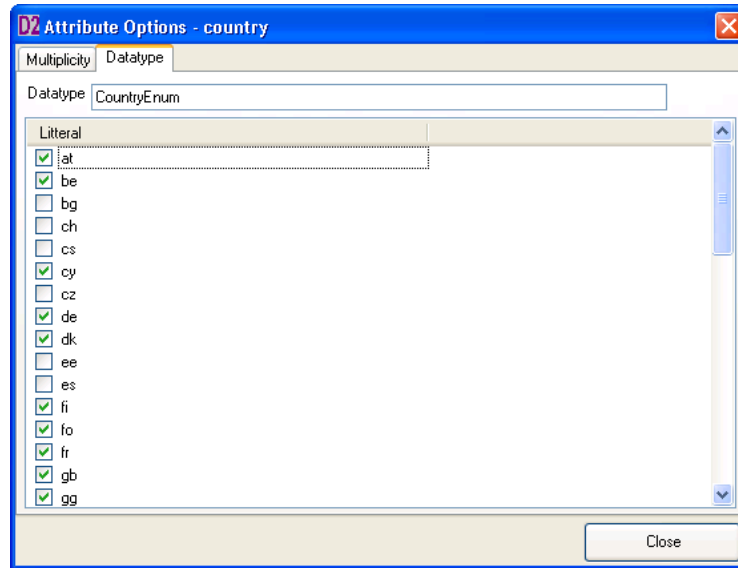 D2 Attribute Options - country
Multiplicity Datatype
Datatype CountryEnum
Litteral
at
be
bg
ch
cs
cy
cz
de
dk
ee
es
fi
fo
fr
gb
gg
Close